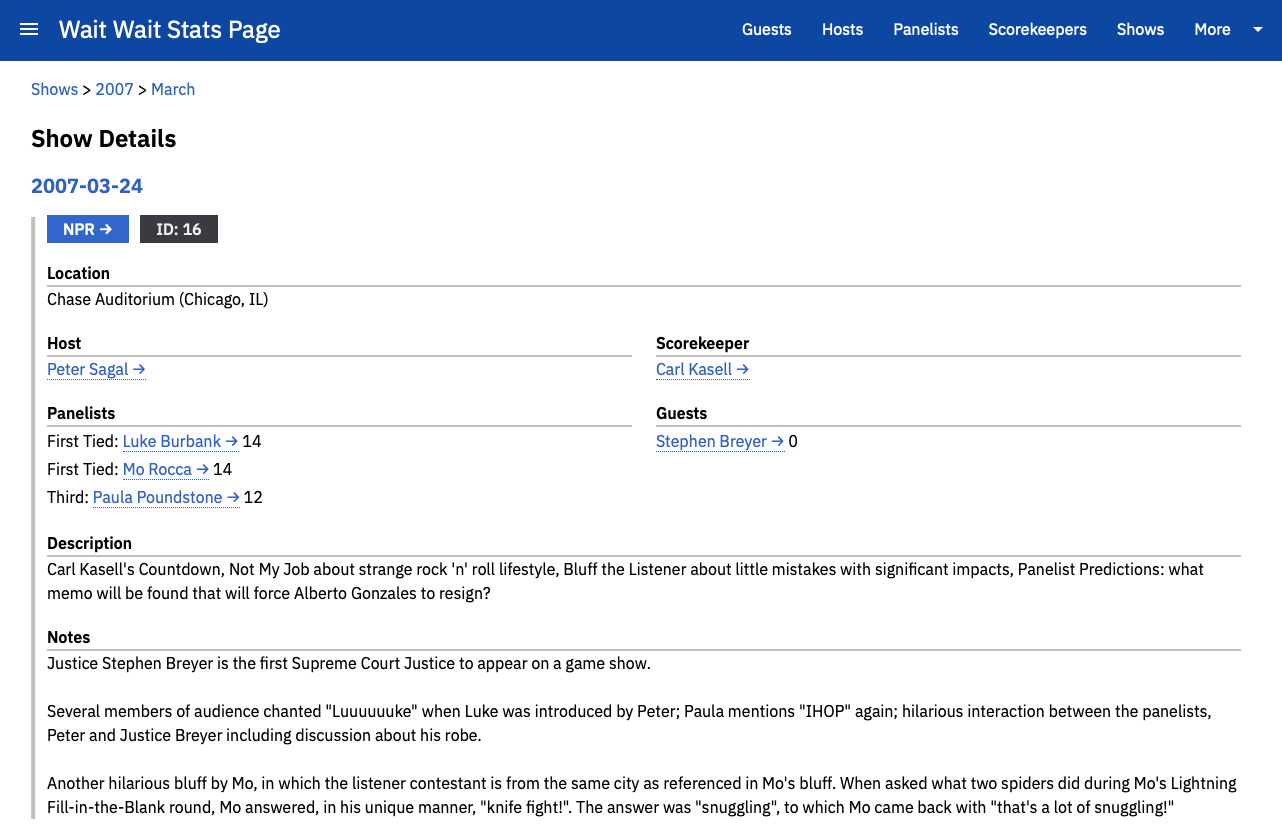 Wait Wait Stats Page
Guests Hosts Panelists Scorekeepers Shows More
Shows > 2007 > March
Show Details
2007-03-24
NPR → ID: 16
Location
Chase Auditorium (Chicago, IL)
Host
Peter Sagal →
Scorekeeper
Carl Kasell →
Panelists
First Tied: Luke Burbank → 14
First Tied: Mo Rocca → 14
Third: Paula Poundstone → 12
Guests
Stephen Breyer → 0
Description
Carl Kasell's Countdown, Not My Job about strange rock 'n' roll lifestyle, Bluff the Listener about little mistakes with significant impacts, Panelist Predictions: what
memo will be found that will force Alberto Gonzales to resign?
Notes
Justice Stephen Breyer is the first Supreme Court Justice to appear on a game show.
Several members of audience chanted "Luuuuuuke" when Luke was introduced by Peter; Paula mentions "IHOP" again; hilarious interaction between the panelists,
Peter and Justice Breyer including discussion about his robe.
Another hilarious bluff by Mo, in which the listener contestant is from the same city as referenced in Mo's bluff. When asked what two spiders did during Mo's Lightning
Fill-in-the-Blank round, Mo answered, in his unique manner, "knife fight!". The answer was "snuggling", to which Mo came back with "that's a lot of snuggling!"